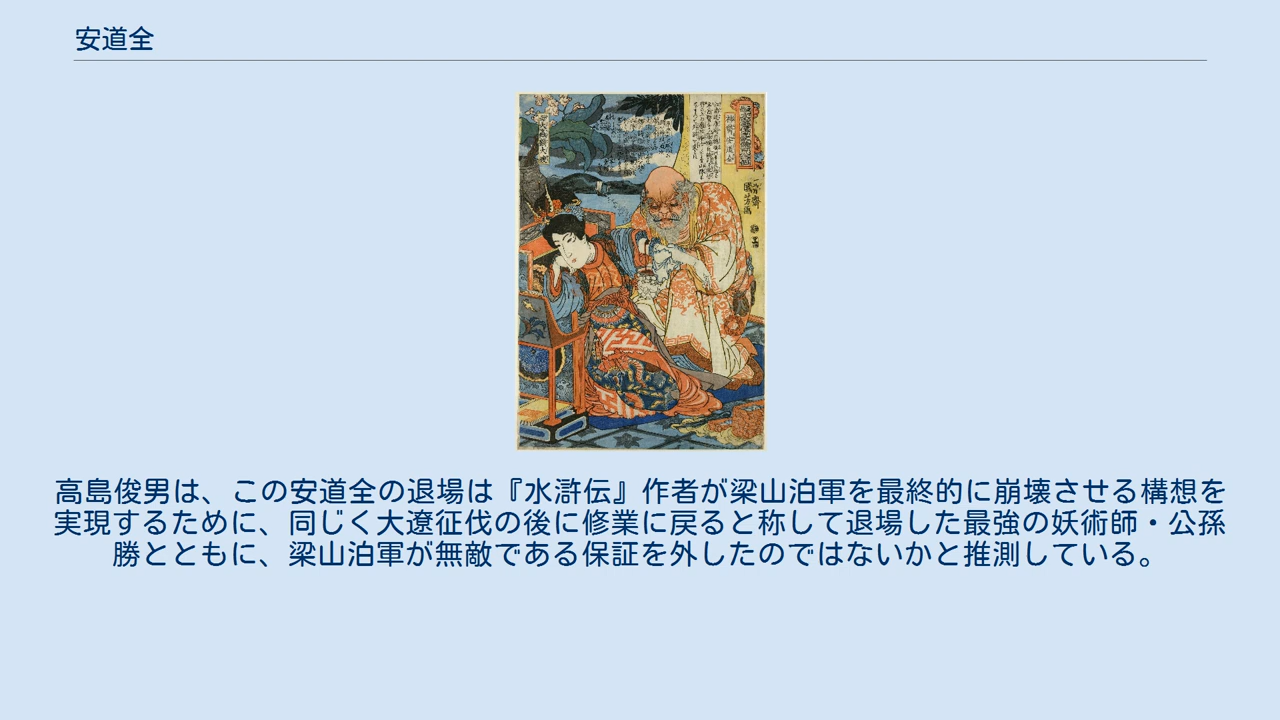 安道全
高島俊男は、この安道全の退場は『水滸伝』作者が梁山泊軍を最終的に崩壊させる構想を
実現するために、同じく大遼征伐の後に修業に戻ると称して退場した最強の妖術師・公孫
勝とともに、梁山泊軍が無敵である保証を外したのではないかと推測している。